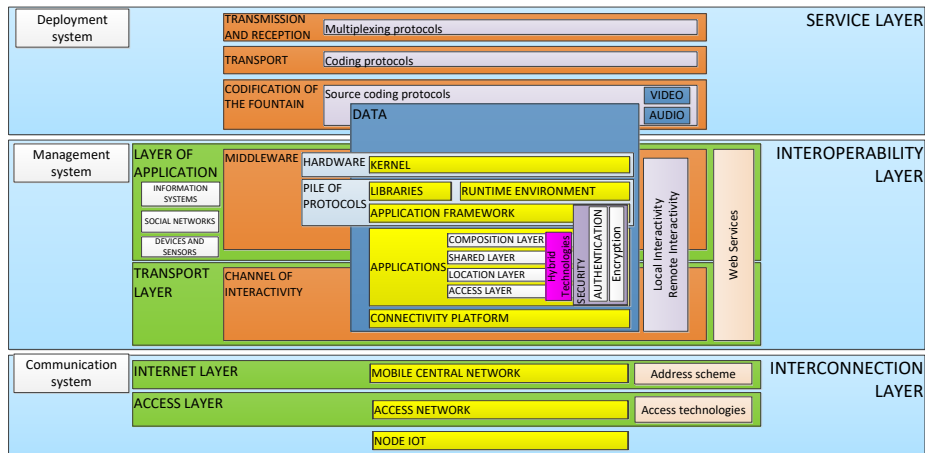 Deployment
system
SERVICE LAYER
TRANSMISSION
AND RECEPTION
Multiplexing protocols
TRANSPORT
Coding protocols
CODIFICATION OF
THE FOUNTAIN
Source coding protocols
VIDEO
AUDIO
DATA
Management
system
INTEROPERABILITY
LAYER
LAYER OF
APPLICATION
INFORMATION
SYSTEMS
SOCIAL NETWORKS
DEVICES AND
SENSORS
MIDDLEWARE
HARDWARE
KERNEL
PILE OF
PROTOCOLS
LIBRARIES
RUNTIME ENVIRONMENT
APPLICATION FRAMEWORK
APPLICATIONS
COMPOSITION LAYER
SHARED LAYER
LOCATION LAYER
ACCESS LAYER
Hybrid
Technologies
SECURITY
AUTHENTICATION
Encryption
Local Interactivity
Remote Interactivity
Web Services
TRANSPORT
LAYER
CHANNEL OF
INTERACTIVITY
CONNECTIVITY PLATFORM
Communication
system
INTERCONNECTION
LAYER
INTERNET LAYER
MOBILE CENTRAL NETWORK
Address scheme
ACCESS LAYER
ACCESS NETWORK
Access technologies
NODE IOT